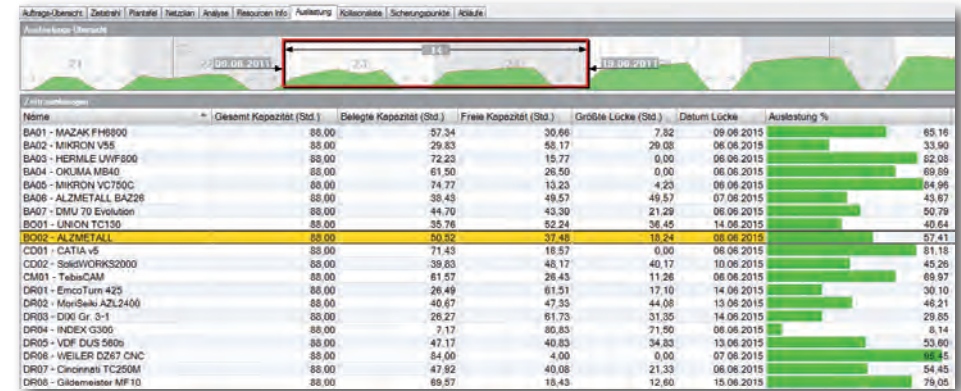 Auftrags-Übersicht Zeitstrahl Plantafel Netzplan Analyse Resourcen Info Auslastung Kollisionsliste Sicherungspunkte Abläufe
Auslastungs-Übersicht
14
21 22 09.06.2011 23 19.06.2011
Name Gesamt Kapazität (Std.) Belegte Kapazität (Std.) Freie Kapazität (Std.) Größte Lücke (Std.) Datum Lücke Auslastung %
BA01 - MAZAK FH6800 88,00 57,34 30,66 7,82 09.06.2015 65,16
BA02 - MIKRON V55 88,00 29,83 58,17 29,08 06.06.2015 33,90
BA03 - HERMLE UWF800 88,00 72,23 15,77 0,00 06.06.2015 82,08
BA04 - OKUMA MB40 88,00 61,50 26,50 0,00 06.06.2015 69,89
BA05 - MIKRON VC750C 88,00 74,77 13,23 4,23 06.06.2015 84,96
BA06 - ALZMETALL BAZ26 88,00 38,43 49,57 49,57 07.06.2015 43,67
BA07 - DMU 70 Evolution 88,00 44,70 43,30 21,29 06.06.2015 50,79
BO01 - UNION TC130 88,00 35,76 52,24 36,45 14.06.2015 40,64
BO02 - ALZMETALL 88,00 50,52 37,48 18,24 08.06.2015 57,41
CD01 - CATIA v5 88,00 71,43 16,57 0,00 06.06.2015 81,18
CD02 - SolidWORKS2000 88,00 39,83 48,17 40,17 10.06.2015 45,26
CM01 - TebisCAM 88,00 61,57 26,43 11,26 06.06.2015 69,97
DR01 - EmcoTurn 425 88,00 26,49 61,51 17,10 14.06.2015 30,10
DR02 - MoriSeiki AZL2400 88,00 40,67 47,33 44,08 13.06.2015 46,21
DR03 - DIXI Gr. 3-1 88,00 26,27 61,73 31,35 14.06.2015 29,85
DR04 - INDEX G300 88,00 7,17 80,83 71,50 06.06.2015 8,14
DR05 - VDF DUS 560ti 88,00 47,17 40,83 34,83 13.06.2015 53,60
DR06 - WEILER DZ67 CNC 88,00 84,00 4,00 0,00 07.06.2015 95,45
DR07 - Cincinnati TC250M 88,00 47,92 40,08 21,33 06.06.2015 54,45
DR08 - Gildemeister MF10 88,00 69,57 18,43 12,60 15.06.2015 79,05